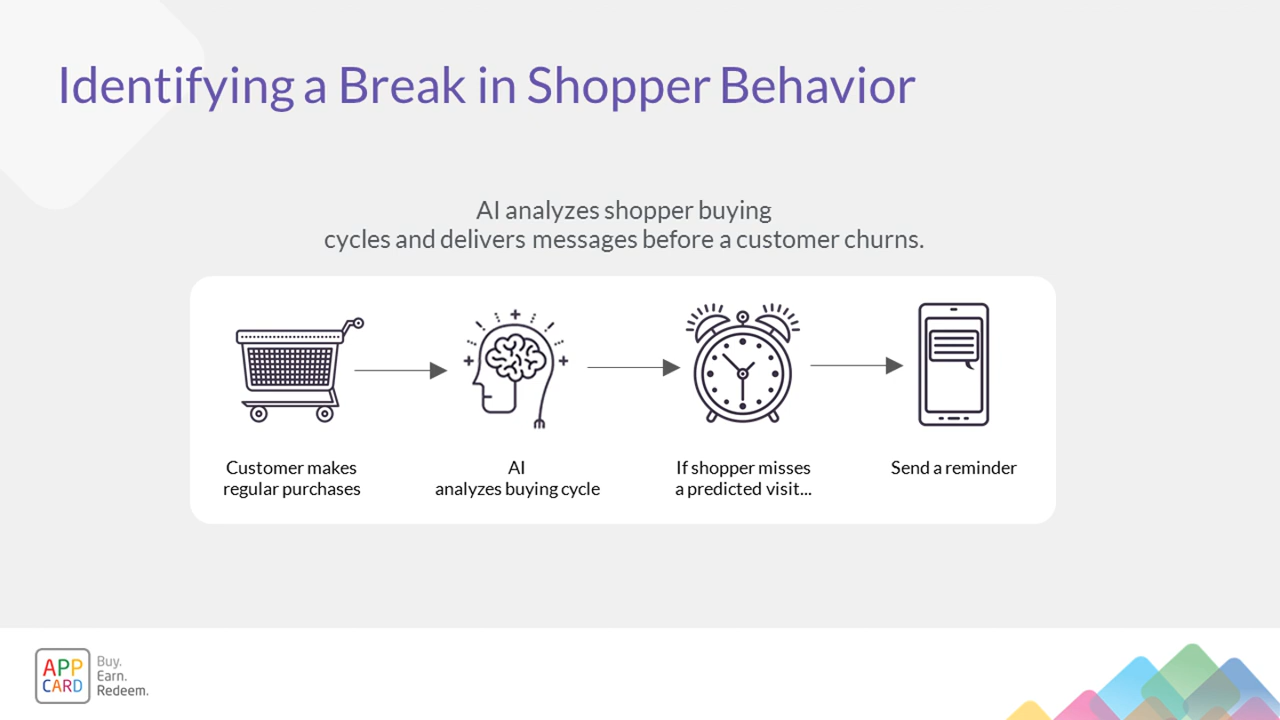 Identifying a Break in Shopper Behavior
AI analyzes shopper buying
cycles and delivers messages before a customer churns.
Customer makes
regular purchases
AI
analyzes buying cycle
If shopper misses
a predicted visit...
Send a reminder
APP
CARD
Buy.
Earn.
Redeem.